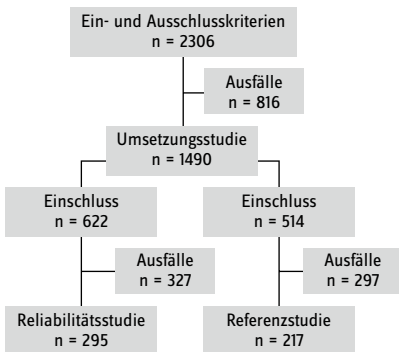 Ein- und Ausschlusskriterien
n = 2306
Ausfälle
n = 816
Umsetzungsstudie
n = 1490
Einschluss
n = 622
Einschluss
n = 514
Ausfälle
n = 327
Ausfälle
n = 297
Reliabilitätsstudie
n = 295
Referenzstudie
n = 217